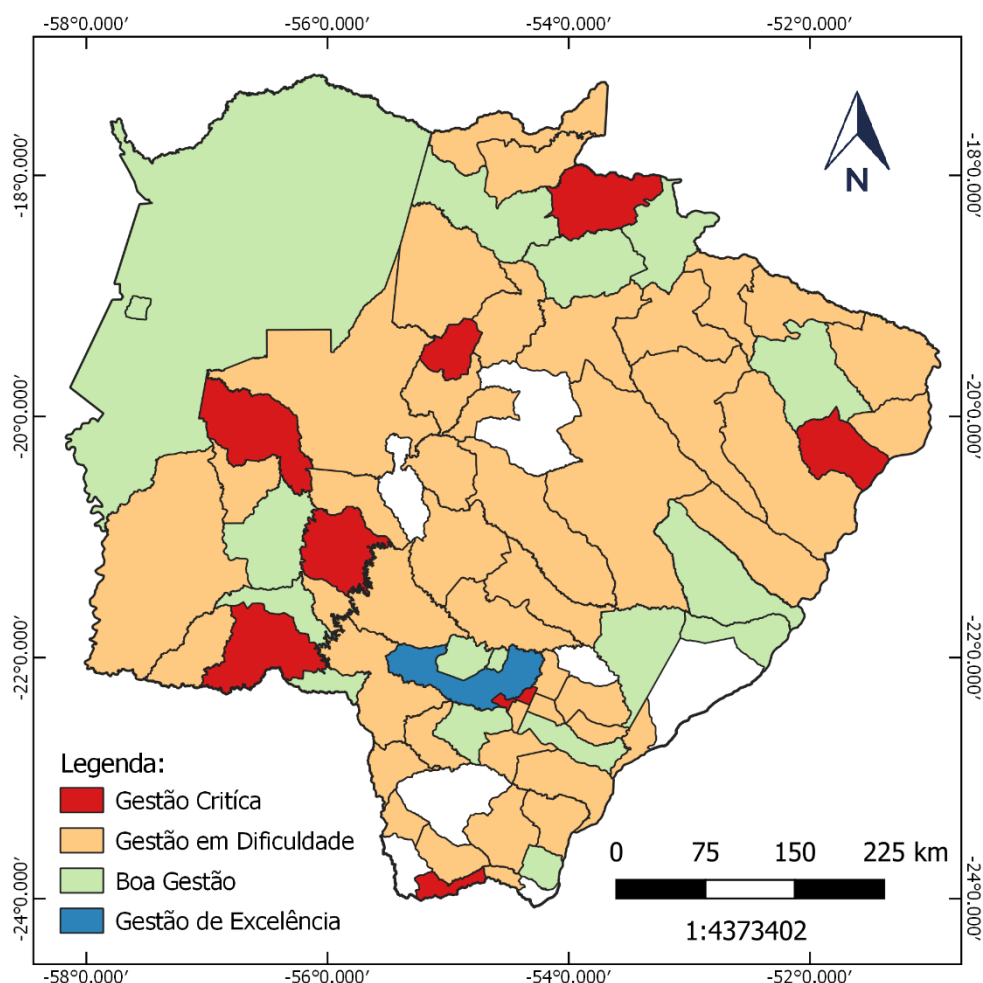 -58°0.000′ -56°0.000′ -54°0.000′ -52°0.000′
-18°0.000′ -18°0.000′
N
-20°0.000′ -20°0.000′
-22°0.000′ -22°0.000′
Legenda:
Gestão Critíca
Gestão em Dificuldade
Boa Gestão
Gestão de Excelência
0 75 150 225 km
1:4373402
-24°0.000′ -24°0.000′
-58°0.000′ -56°0.000′ -54°0.000′ -52°0.000′